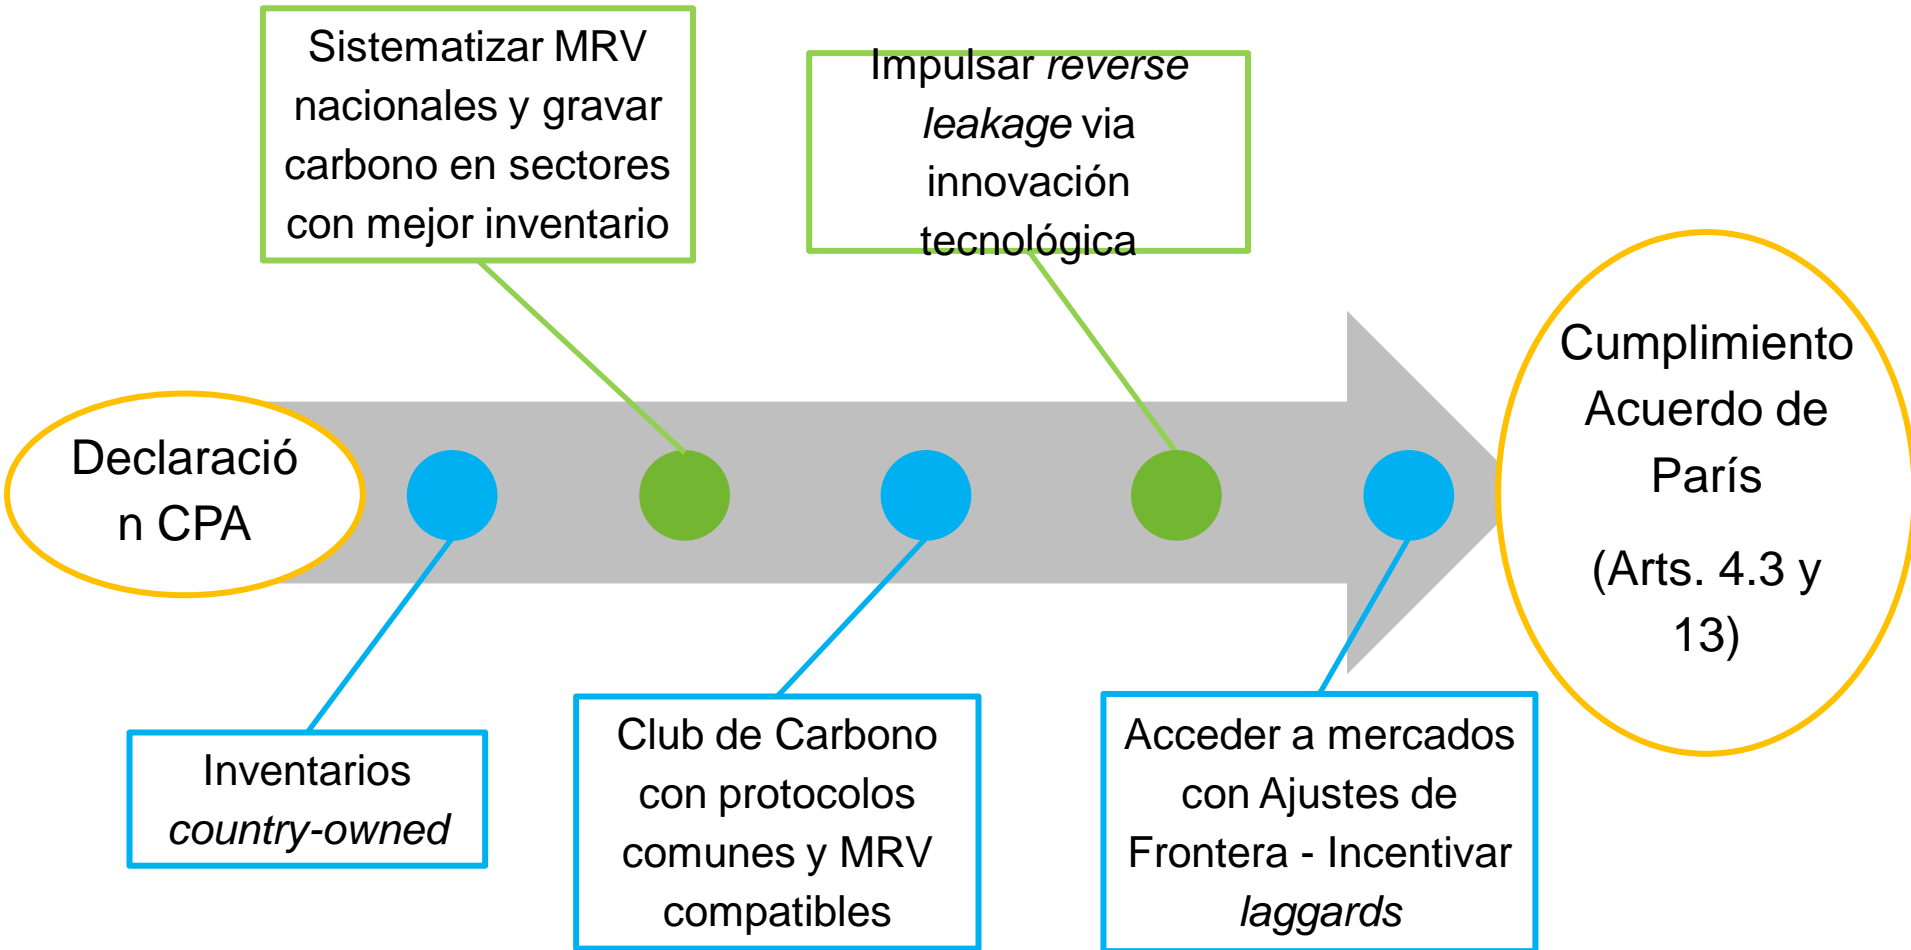 Sistematizar MRV
nacionales y gravar
carbono en sectores
con mejor inventario
Impulsar reverse
leakage via
innovación
tecnológica
Declaració
n CPA
Cumplimiento
Acuerdo de
París
(Arts. 4.3 y
13)
Inventarios
country-owned
Club de Carbono
con protocolos
comunes y MRV
compatibles
Acceder a mercados
con Ajustes de
Frontera - Incentivar
laggards